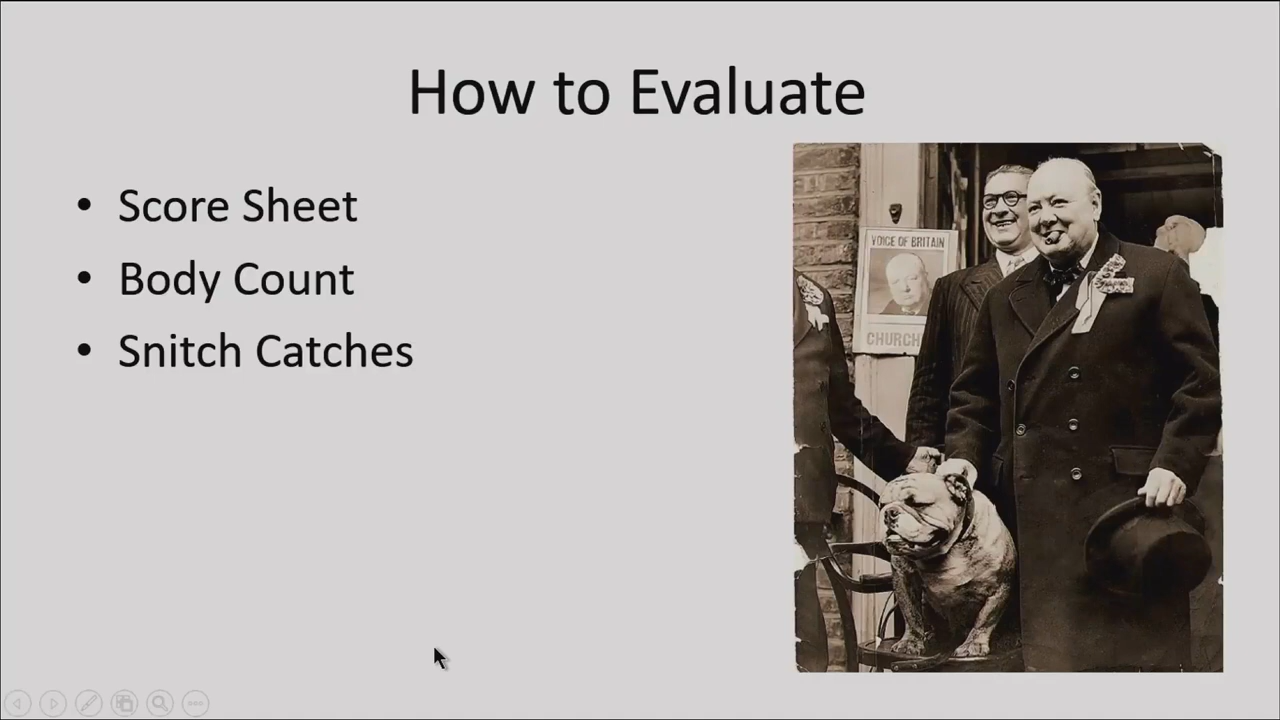 How to Evaluate
• Score Sheet
• Body Count
• Snitch Catches
VOICE OF BRITAIN
CHURCH